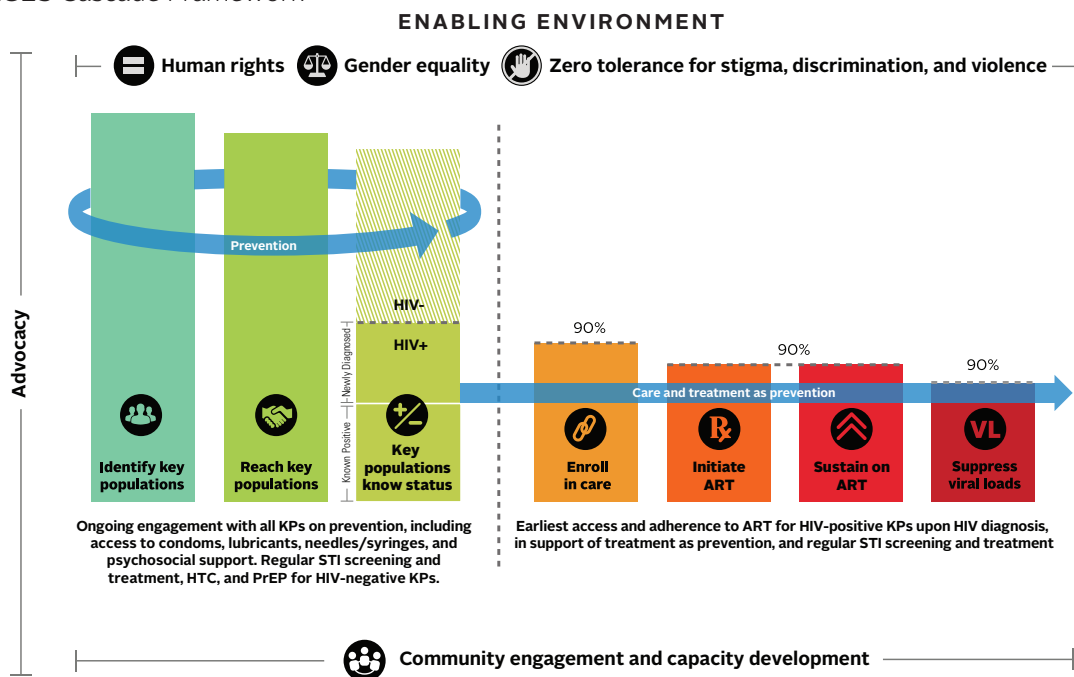 ENABLING ENVIRONMENT
Human rights
Gender equality
Zero tolerance for stigma, discrimination, and violence
Advocacy
Prevention
HIV-
HIV+
Newly Diagnosed
Known Positive
Identify key
populations
Reach key
populations
Key
populations
know status
90%
90%
90%
Care and treatment as prevention
Enroll
in care
Rx
Initiate
ART
Sustain on
ART
VL
Suppress
viral loads
Ongoing engagement with all KPs on prevention, including
access to condoms, lubricants, needles/syringes, and
psychosocial support. Regular STI screening and
treatment, HTC, and PrEP for HIV-negative KPs.
Earliest access and adherence to ART for HIV-positive KPs upon HIV diagnosis,
in support of treatment as prevention, and regular STI screening and treatment
Community engagement and capacity development